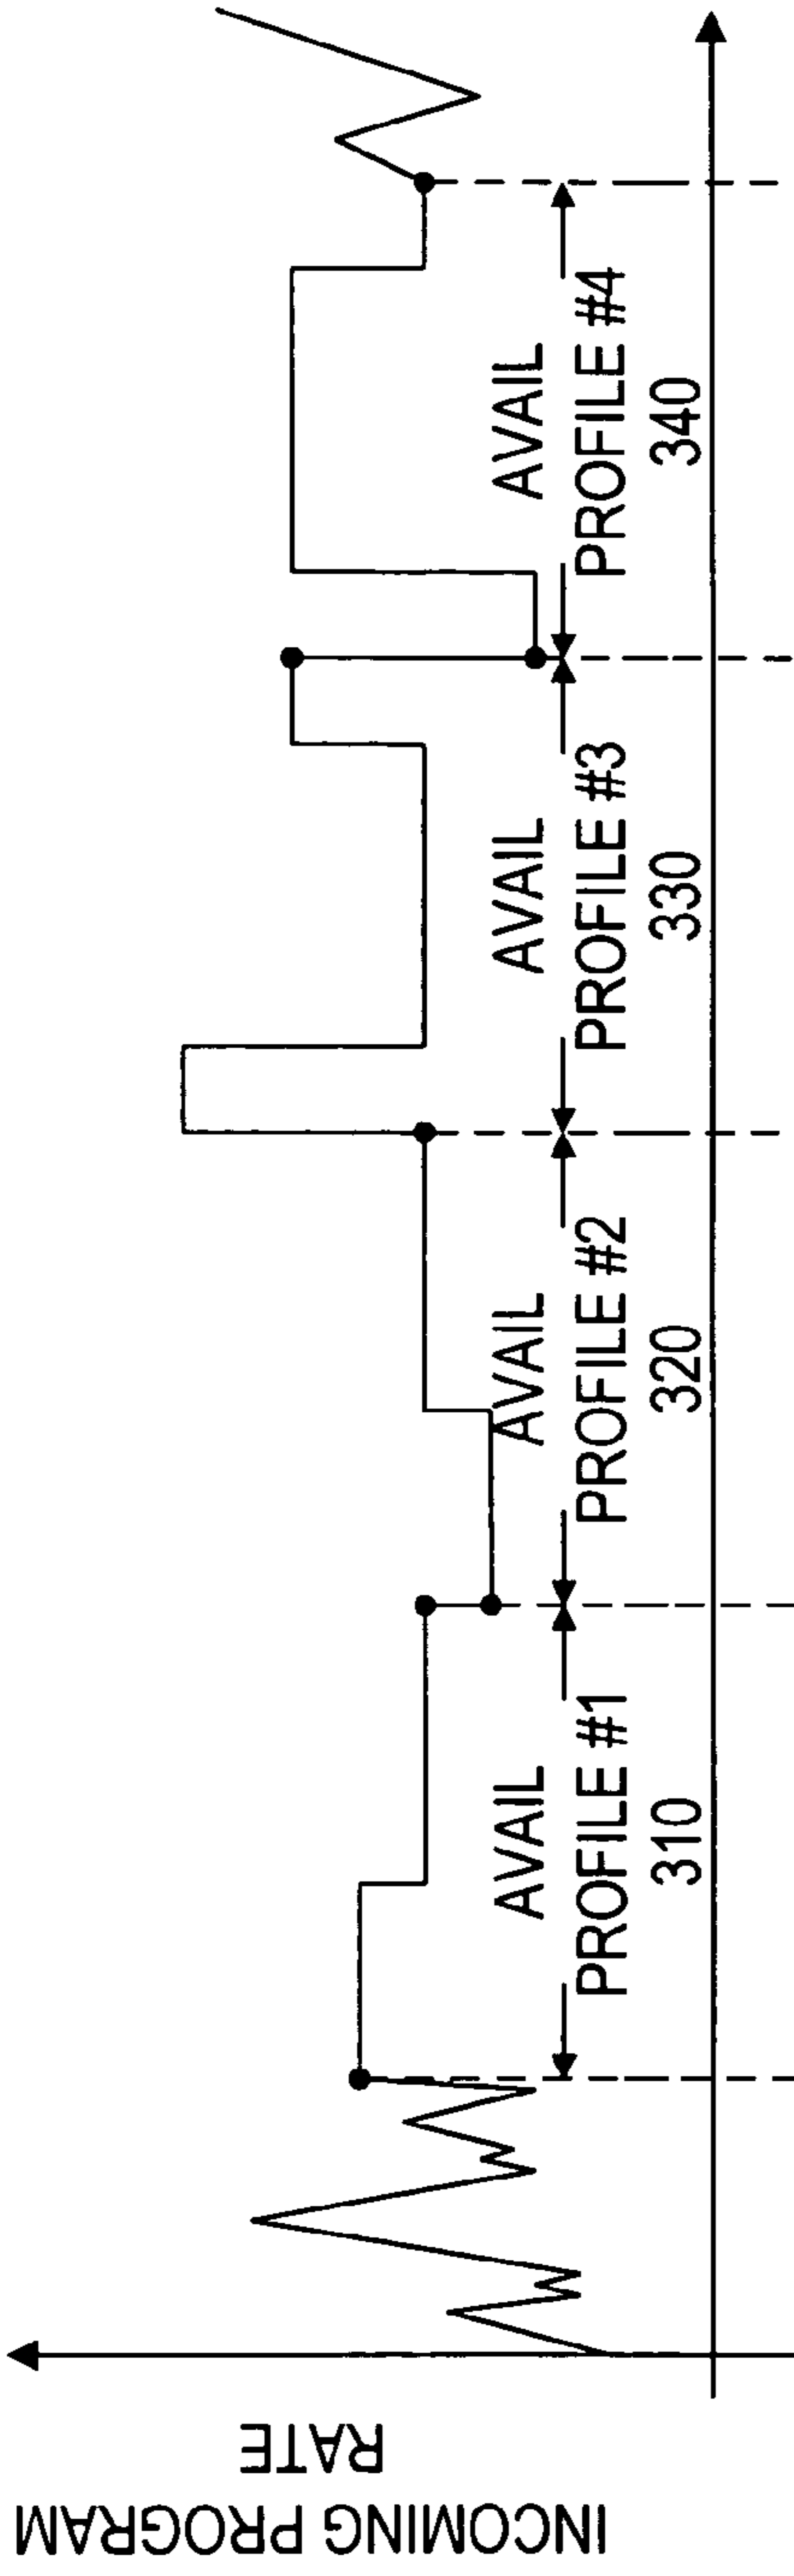 INCOMING PROGRAM
RATE
AVAIL
PROFILE #1
310
AVAIL
PROFILE #2
320
AVAIL
PROFILE #3
330
AVAIL
PROFILE #4
340